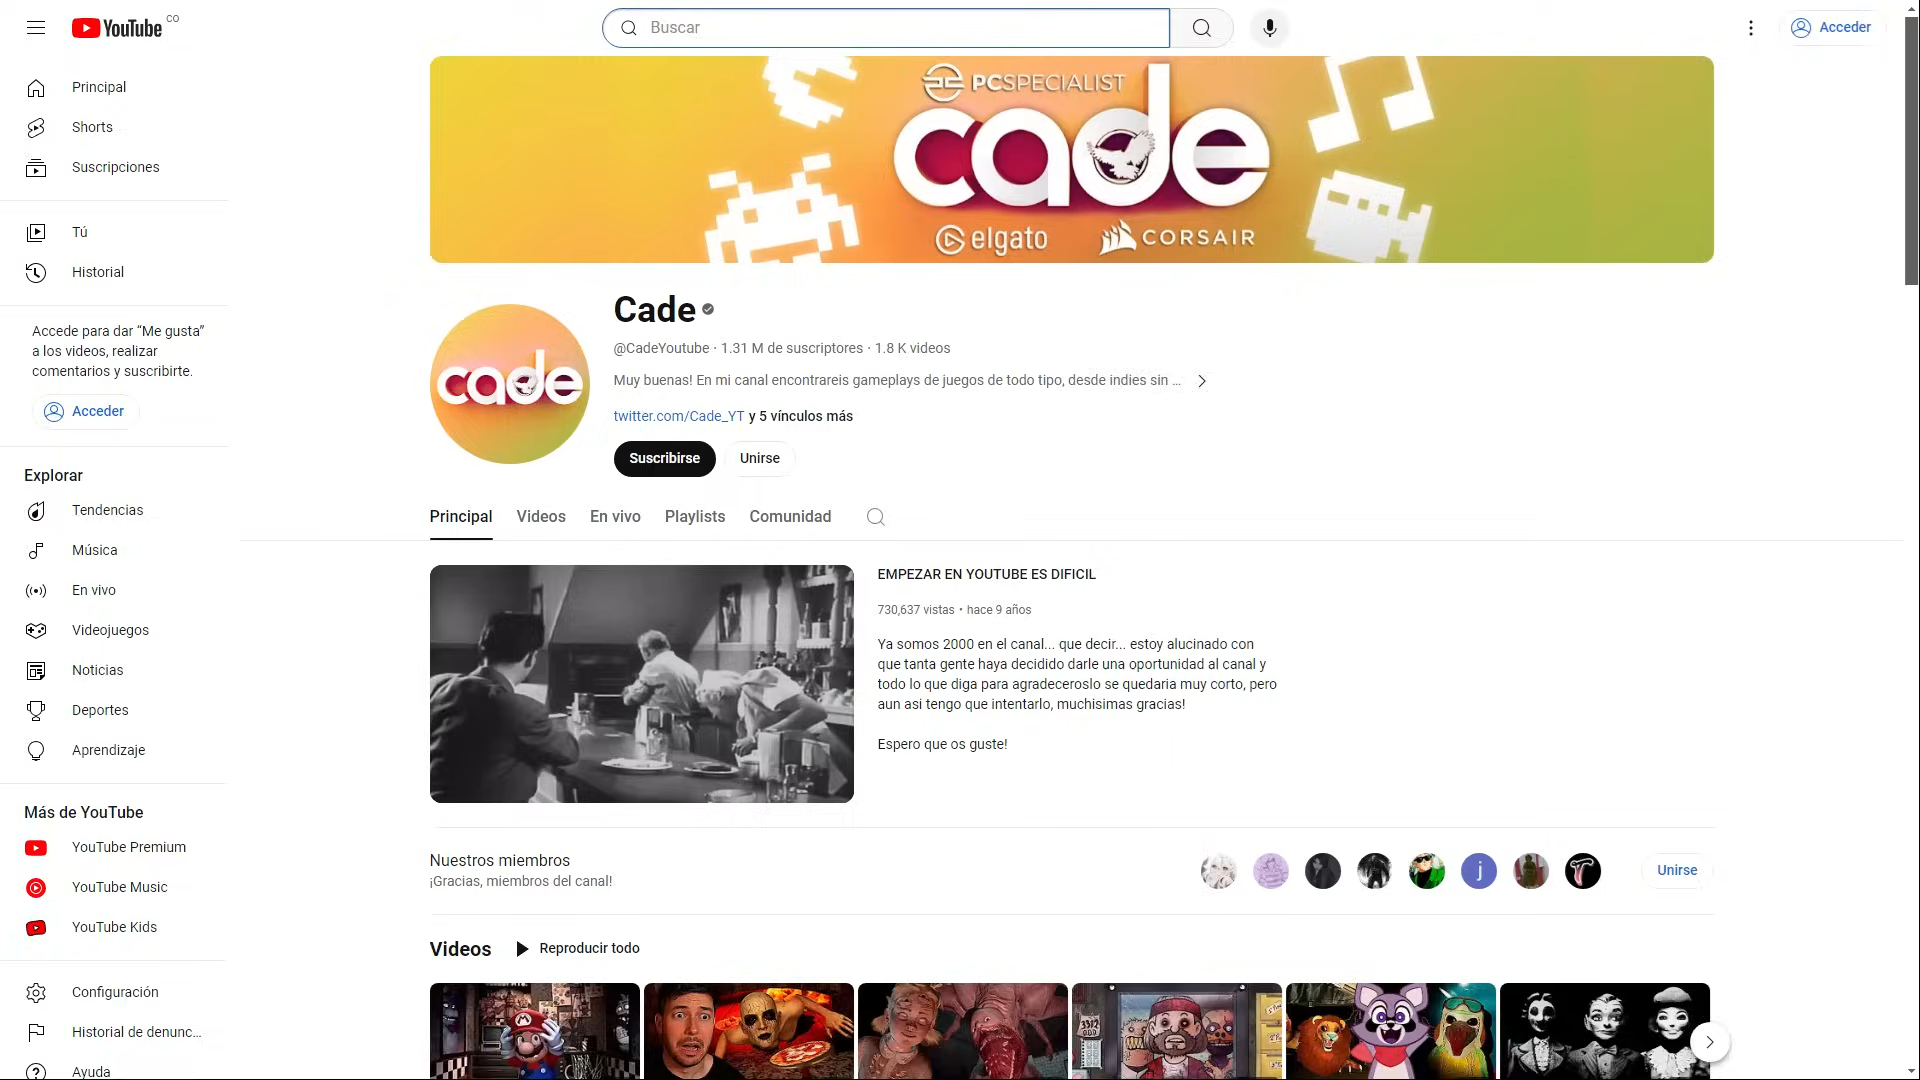 YouTube CO
Buscar
Acceder
Principal
Shorts
Suscripciones
Tú
Historial
Accede para dar “Me gusta”
a los videos, realizar
comentarios y suscribirte.
Acceder
Explorar
Tendencias
Música
En vivo
Videojuegos
Noticias
Deportes
Aprendizaje
Más de YouTube
YouTube Premium
YouTube Music
YouTube Kids
Configuración
Historial de denunc...
Ayuda
PCSPECIALIST
cade
elgato
CORSAIR
cade
Cade
@CadeYoutube · 1.31 M de suscriptores · 1.8 K videos
Muy buenas! En mi canal encontrareis gameplays de juegos de todo tipo, desde indies sin ...
twitter.com/Cade_YT y 5 vínculos más
Suscribirse
Unirse
Principal
Videos
En vivo
Playlists
Comunidad
EMPEZAR EN YOUTUBE ES DIFICIL
730,637 vistas • hace 9 años
Ya somos 2000 en el canal... que decir... estoy alucinado con
que tanta gente haya decidido darle una oportunidad al canal y
todo lo que diga para agradeceroslo se quedaria muy corto, pero
aun asi tengo que intentarlo, muchisimas gracias!
Espero que os guste!
Nuestros miembros
¡Gracias, miembros del canal!
j
Unirse
Videos
Reproducir todo
M
3312